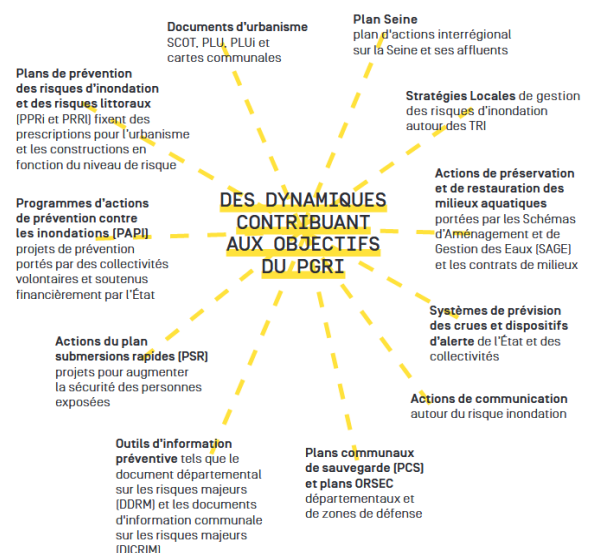 Documents d'urbanisme
SCOT, PLU, PLUi et
cartes communales
Plan Seine
plan d'actions interrégional
sur la Seine et ses affluents
Plans de prévention
des risques d'inondation
et des risques littoraux
(PPRi et PRRl) fixent des
prescriptions pour l'urbanisme
et les constructions en
fonction du niveau de risque
Stratégies Locales de gestion
des risques d'inondation
autour des TRI
DES DYNAMIQUES
CONTRIBUANT
AUX OBJECTIFS
DU PGRI
Programmes d'actions
de prévention contre
les inondations (PAPI)
projets de prévention
portés par des collectivités
volontaires et soutenus
financièrement par l'État
Actions de préservation
et de restauration des
milieux aquatiques
portées par les Schémas
d'Aménagement et de
Gestion des Eaux (SAGE)
et les contrats de milieux
Systèmes de prévision
des crues et dispositifs
d'alerte de l'État et des
collectivités
Actions du plan
submersions rapides (PSR)
projets pour augmenter
la sécurité des personnes
exposées
Actions de communication
autour du risque inondation
Outils d'information
préventive tels que le
document départemental
sur les risques majeurs
(DDRM) et les documents
d'information communale
sur les risques majeurs
(DICRIM)
Plans communaux
de sauvegarde (PCS)
et plans ORSEC
départementaux et
de zones de défense